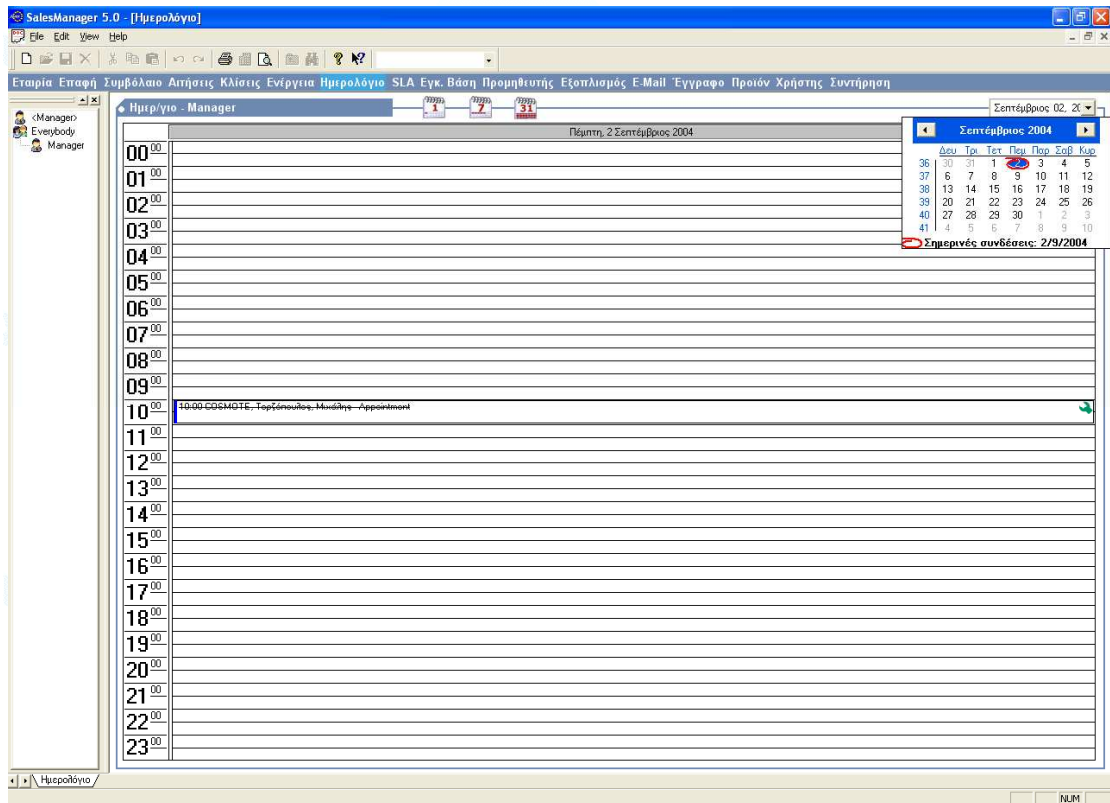 SalesManager 5.0 - [Ημερολόγιο]
File Edit View Help
Εταιρία Επαφή Συμβόλαιο Αιτήσεις Κλίσεις Ενέργεια Ημερολόγιο SLA Εγκ. Βάση Προμηθευτής Εξοπλισμός E-Mail Έγγραφο Προϊόν Χρήστης Συντήρηση
<Manager>
Everybody
Manager
Ημερ/γιο - Manager
1 7 31
Σεπτέμβριος 02, 20
Πέμπτη, 2 Σεπτέμβριος 2004
Σεπτέμβριος 2004
Δευ Τρι Τετ Πεμ Παρ Σαβ Κυρ
36 30 31 1 2 3 4 5
37 6 7 8 9 10 11 12
38 13 14 15 16 17 18 19
39 20 21 22 23 24 25 26
40 27 28 29 30 1 2 3
41 4 5 6 7 8 9 10
Σημερινές συνδέσεις: 2/9/2004
00 00
01 00
02 00
03 00
04 00
05 00
06 00
07 00
08 00
09 00
10 00
10:00 COSMOTE, Τορζόπουλος, Μιχάλης - Appointment
11 00
12 00
13 00
14 00
15 00
16 00
17 00
18 00
19 00
20 00
21 00
22 00
23 00
Ημερολόγιο
NUM